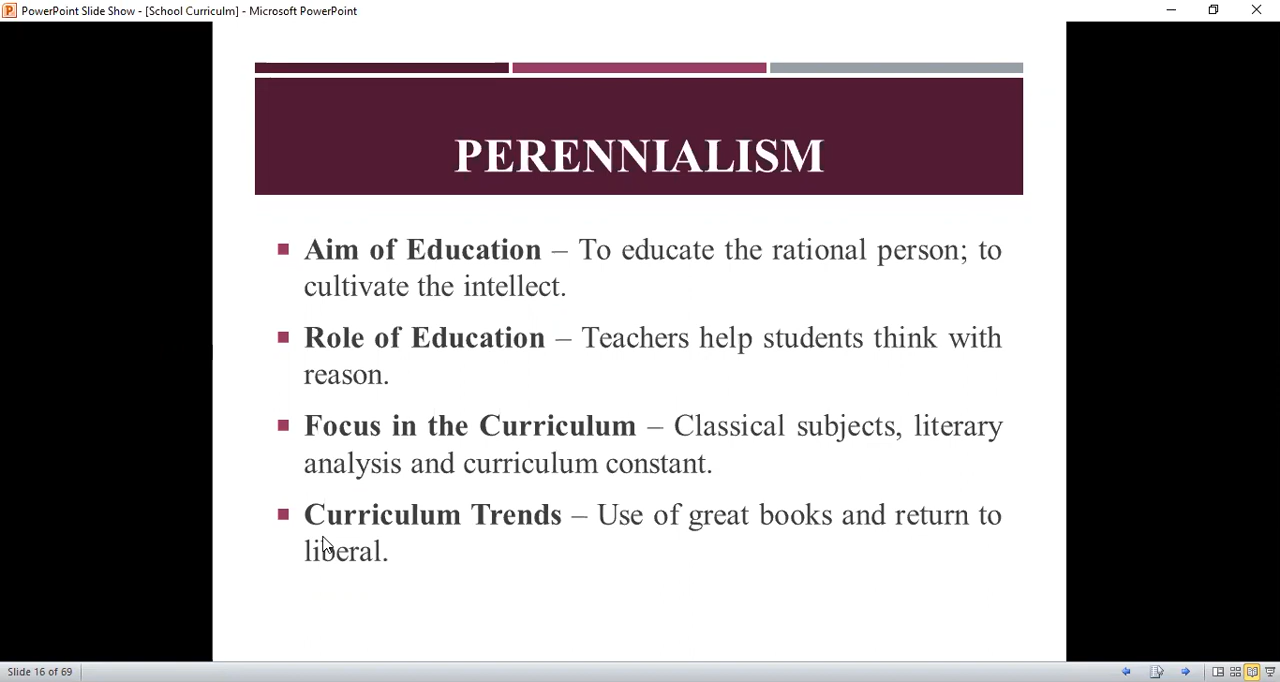 PowerPoint Slide Show - [School Curriculm] - Microsoft PowerPoint
PERENNIALISM
Aim of Education – To educate the rational person; to
cultivate the intellect.
Role of Education – Teachers help students think with
reason.
Focus in the Curriculum – Classical subjects, literary
analysis and curriculum constant.
Curriculum Trends – Use of great books and return to
liberal.
Slide 16 of 69